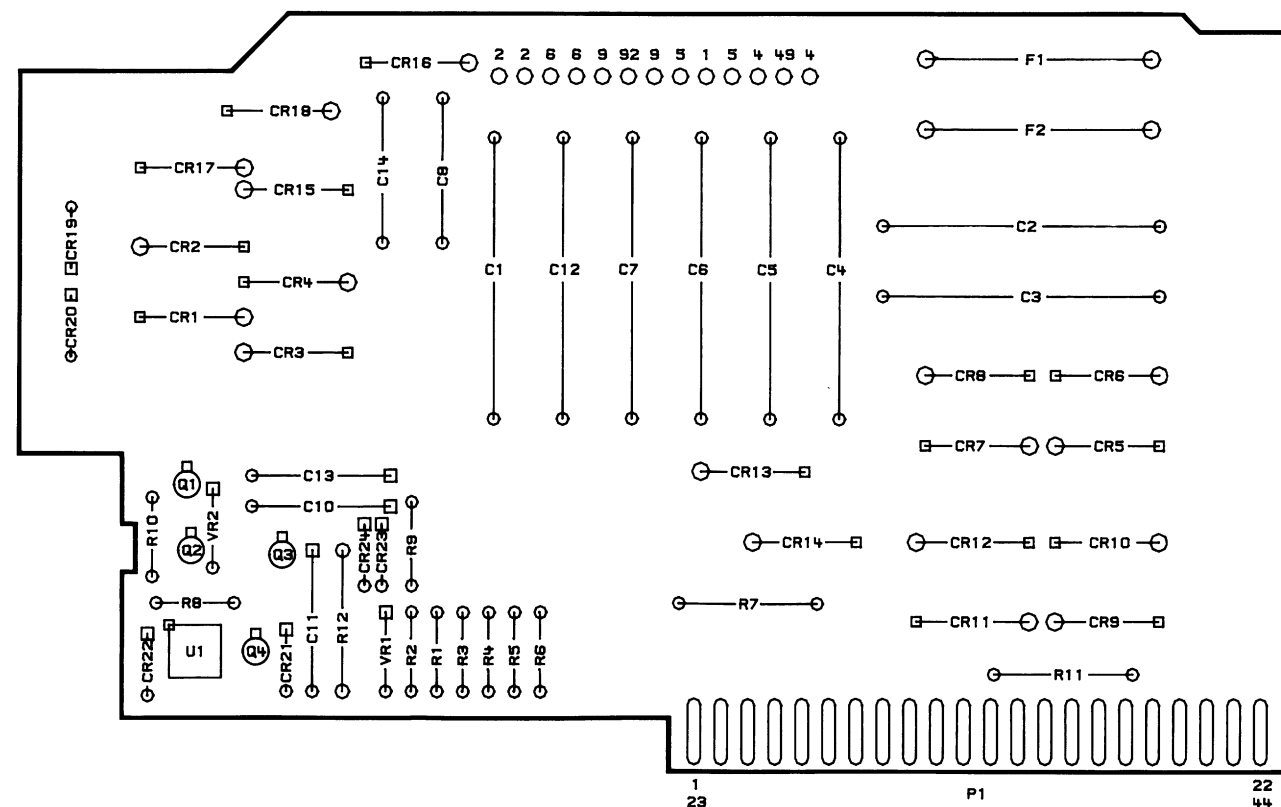 2 2 6 6 9 92 9 5 1 5 4 49 4
CR16
F1
CR18
F2
CR17
CR15
C14
C8
CR19
CR2
C2
CR4
C1
C12
C7
C6
C5
C4
C3
CR20
CR1
CR3
CR8
CR6
CR7
CR5
C13
CR13
Q1
C10
R10
VR2
Q2
Q3
CR24
CR23
R9
CR14
CR12
CR10
R8
R7
C11
R12
CR22
U1
Q4
CR21
VR1
R2
R1
R3
R4
R5
R6
CR11
CR9
R11
1
23
P1
22
44